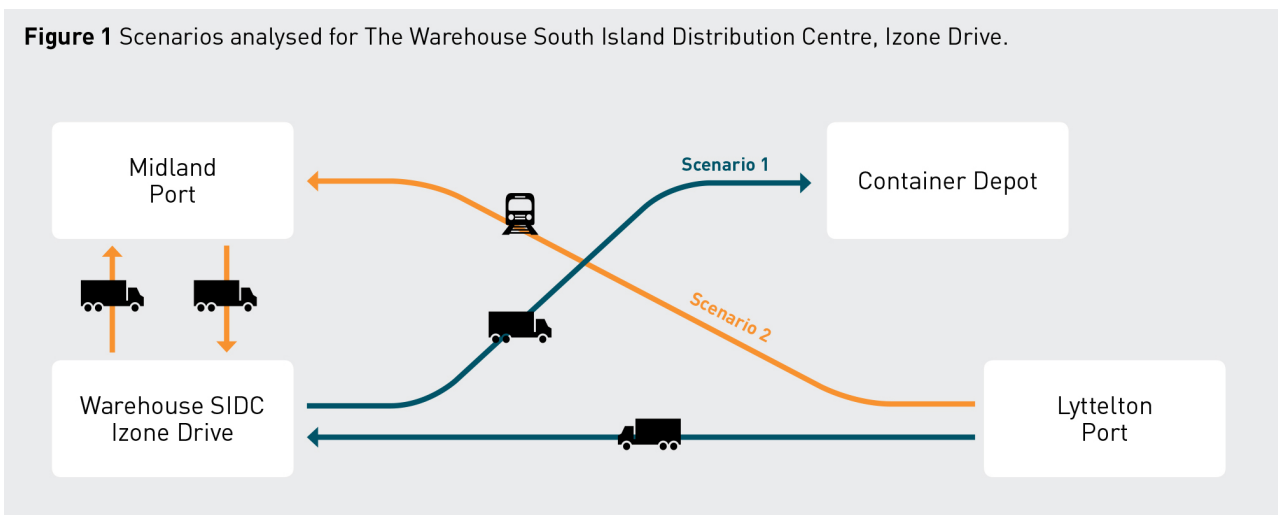 Figure 1 Scenarios analysed for The Warehouse South Island Distribution Centre, Izone Drive.
Midland
Port
Scenario 1
Container Depot
Scenario 2
Warehouse SIDC
Izone Drive
Lyttelton
Port